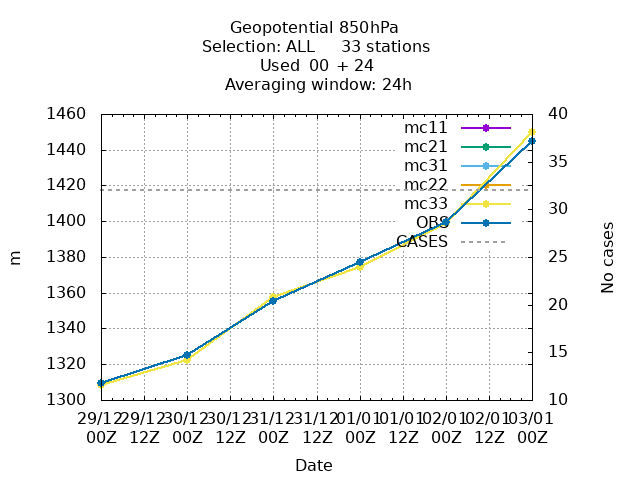 Geopotential 850hPa
Selection: ALL 33 stations
Used 00 + 24
Averaging window: 24h
1460
1440
1420
1400
1380
1360
1340
1320
1300
m
40
35
30
25
20
15
10
No cases
mc11
mc21
mc31
mc22
mc33
OBS
CASES
29/12 29/12 30/12 30/12 31/12 31/12 01/01 01/01 02/01 02/01 03/01
00Z 12Z 00Z 12Z 00Z 12Z 00Z 12Z 00Z 12Z 00Z
Date